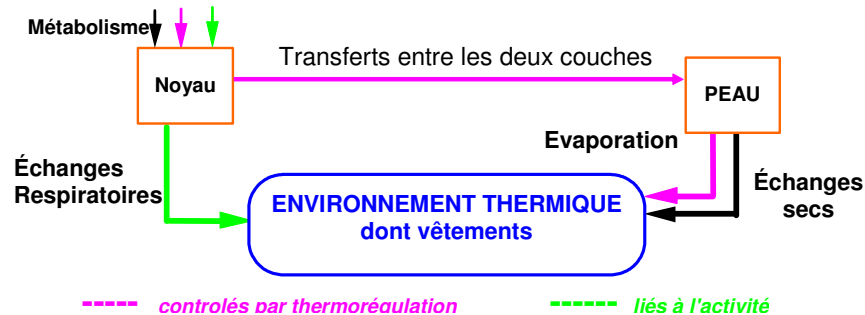 Métabolisme
Transferts entre les deux couches
Noyau
PEAU
Evaporation
Échanges
Respiratoires
Échanges
secs
ENVIRONNEMENT THERMIQUE
dont vêtements
controlés par thermorégulation
liés à l'activité